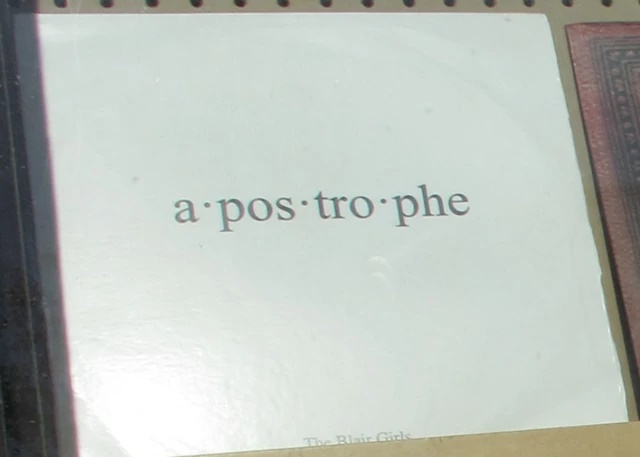 a·pos·tro·phe
The Blair Girls